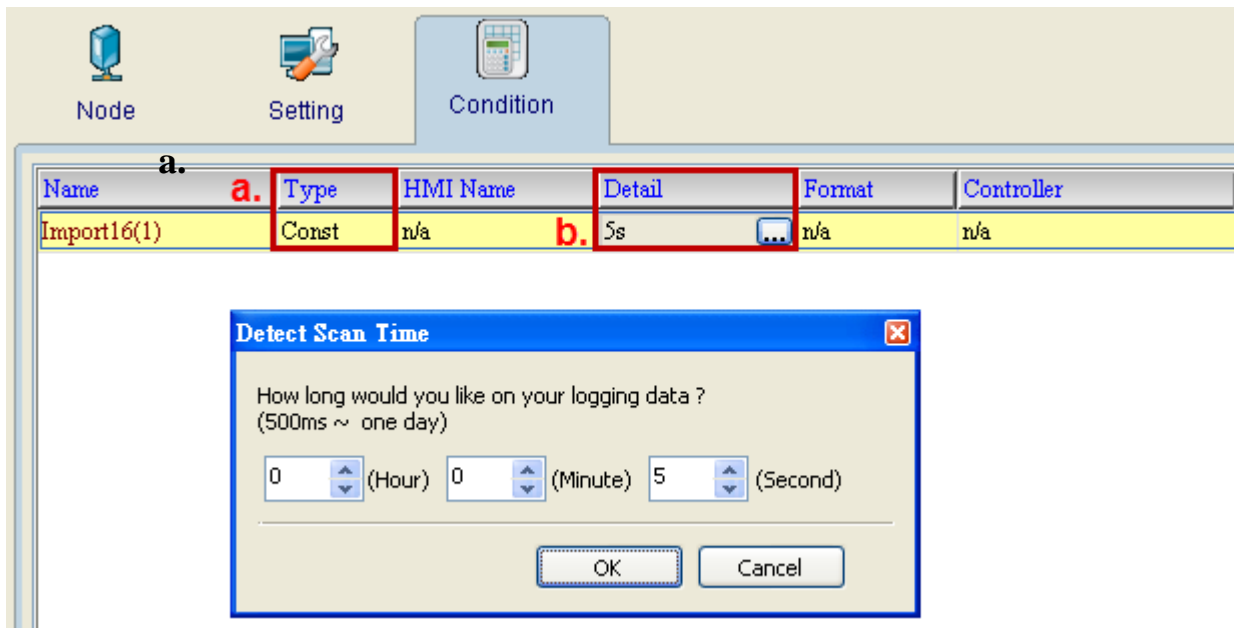 Node Setting Condition
a.
Name a. Type HMI Name Detail Format Controller
Import16(1) Const n/a b. 5s ... n/a n/a
Detect Scan Time
How long would you like on your logging data ?
(500ms ~ one day)
0 (Hour) 0 (Minute) 5 (Second)
OK Cancel